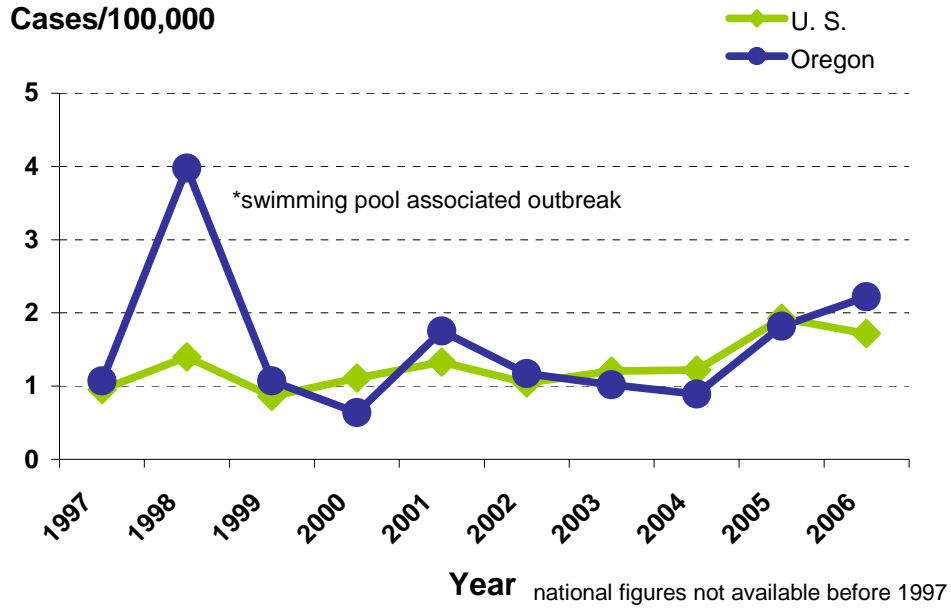 Cases/100,000
U. S.
Oregon
5
4
*swimming pool associated outbreak
3
2
1
0
1997
1998
1999
2000
2001
2002
2003
2004
2005
2006
Year
national figures not available before 1997